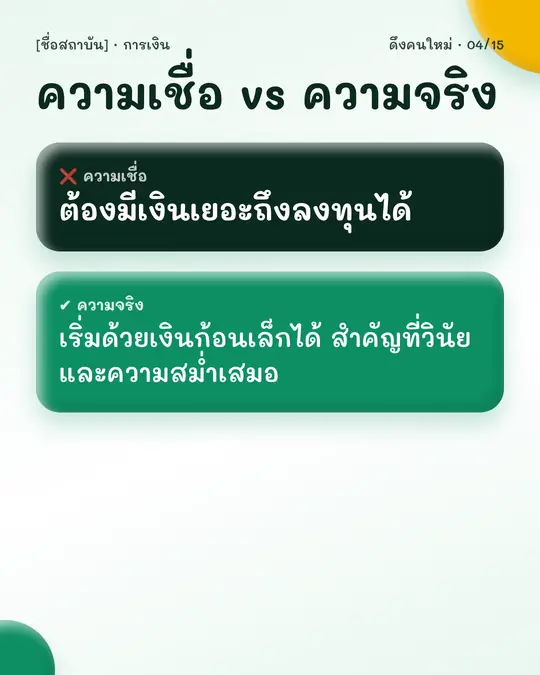 [ชื่อสถาบัน] · การเงิน
ดึงคนใหม่ · 04/15
ความเชื่อ vs ความจริง
❌ ความเชื่อ
ต้องมีเงินเยอะถึงลงทุนได้
✔ ความจริง
เริ่มด้วยเงินก้อนเล็กได้ สำคัญที่วินัย
และความสม่ำเสมอ